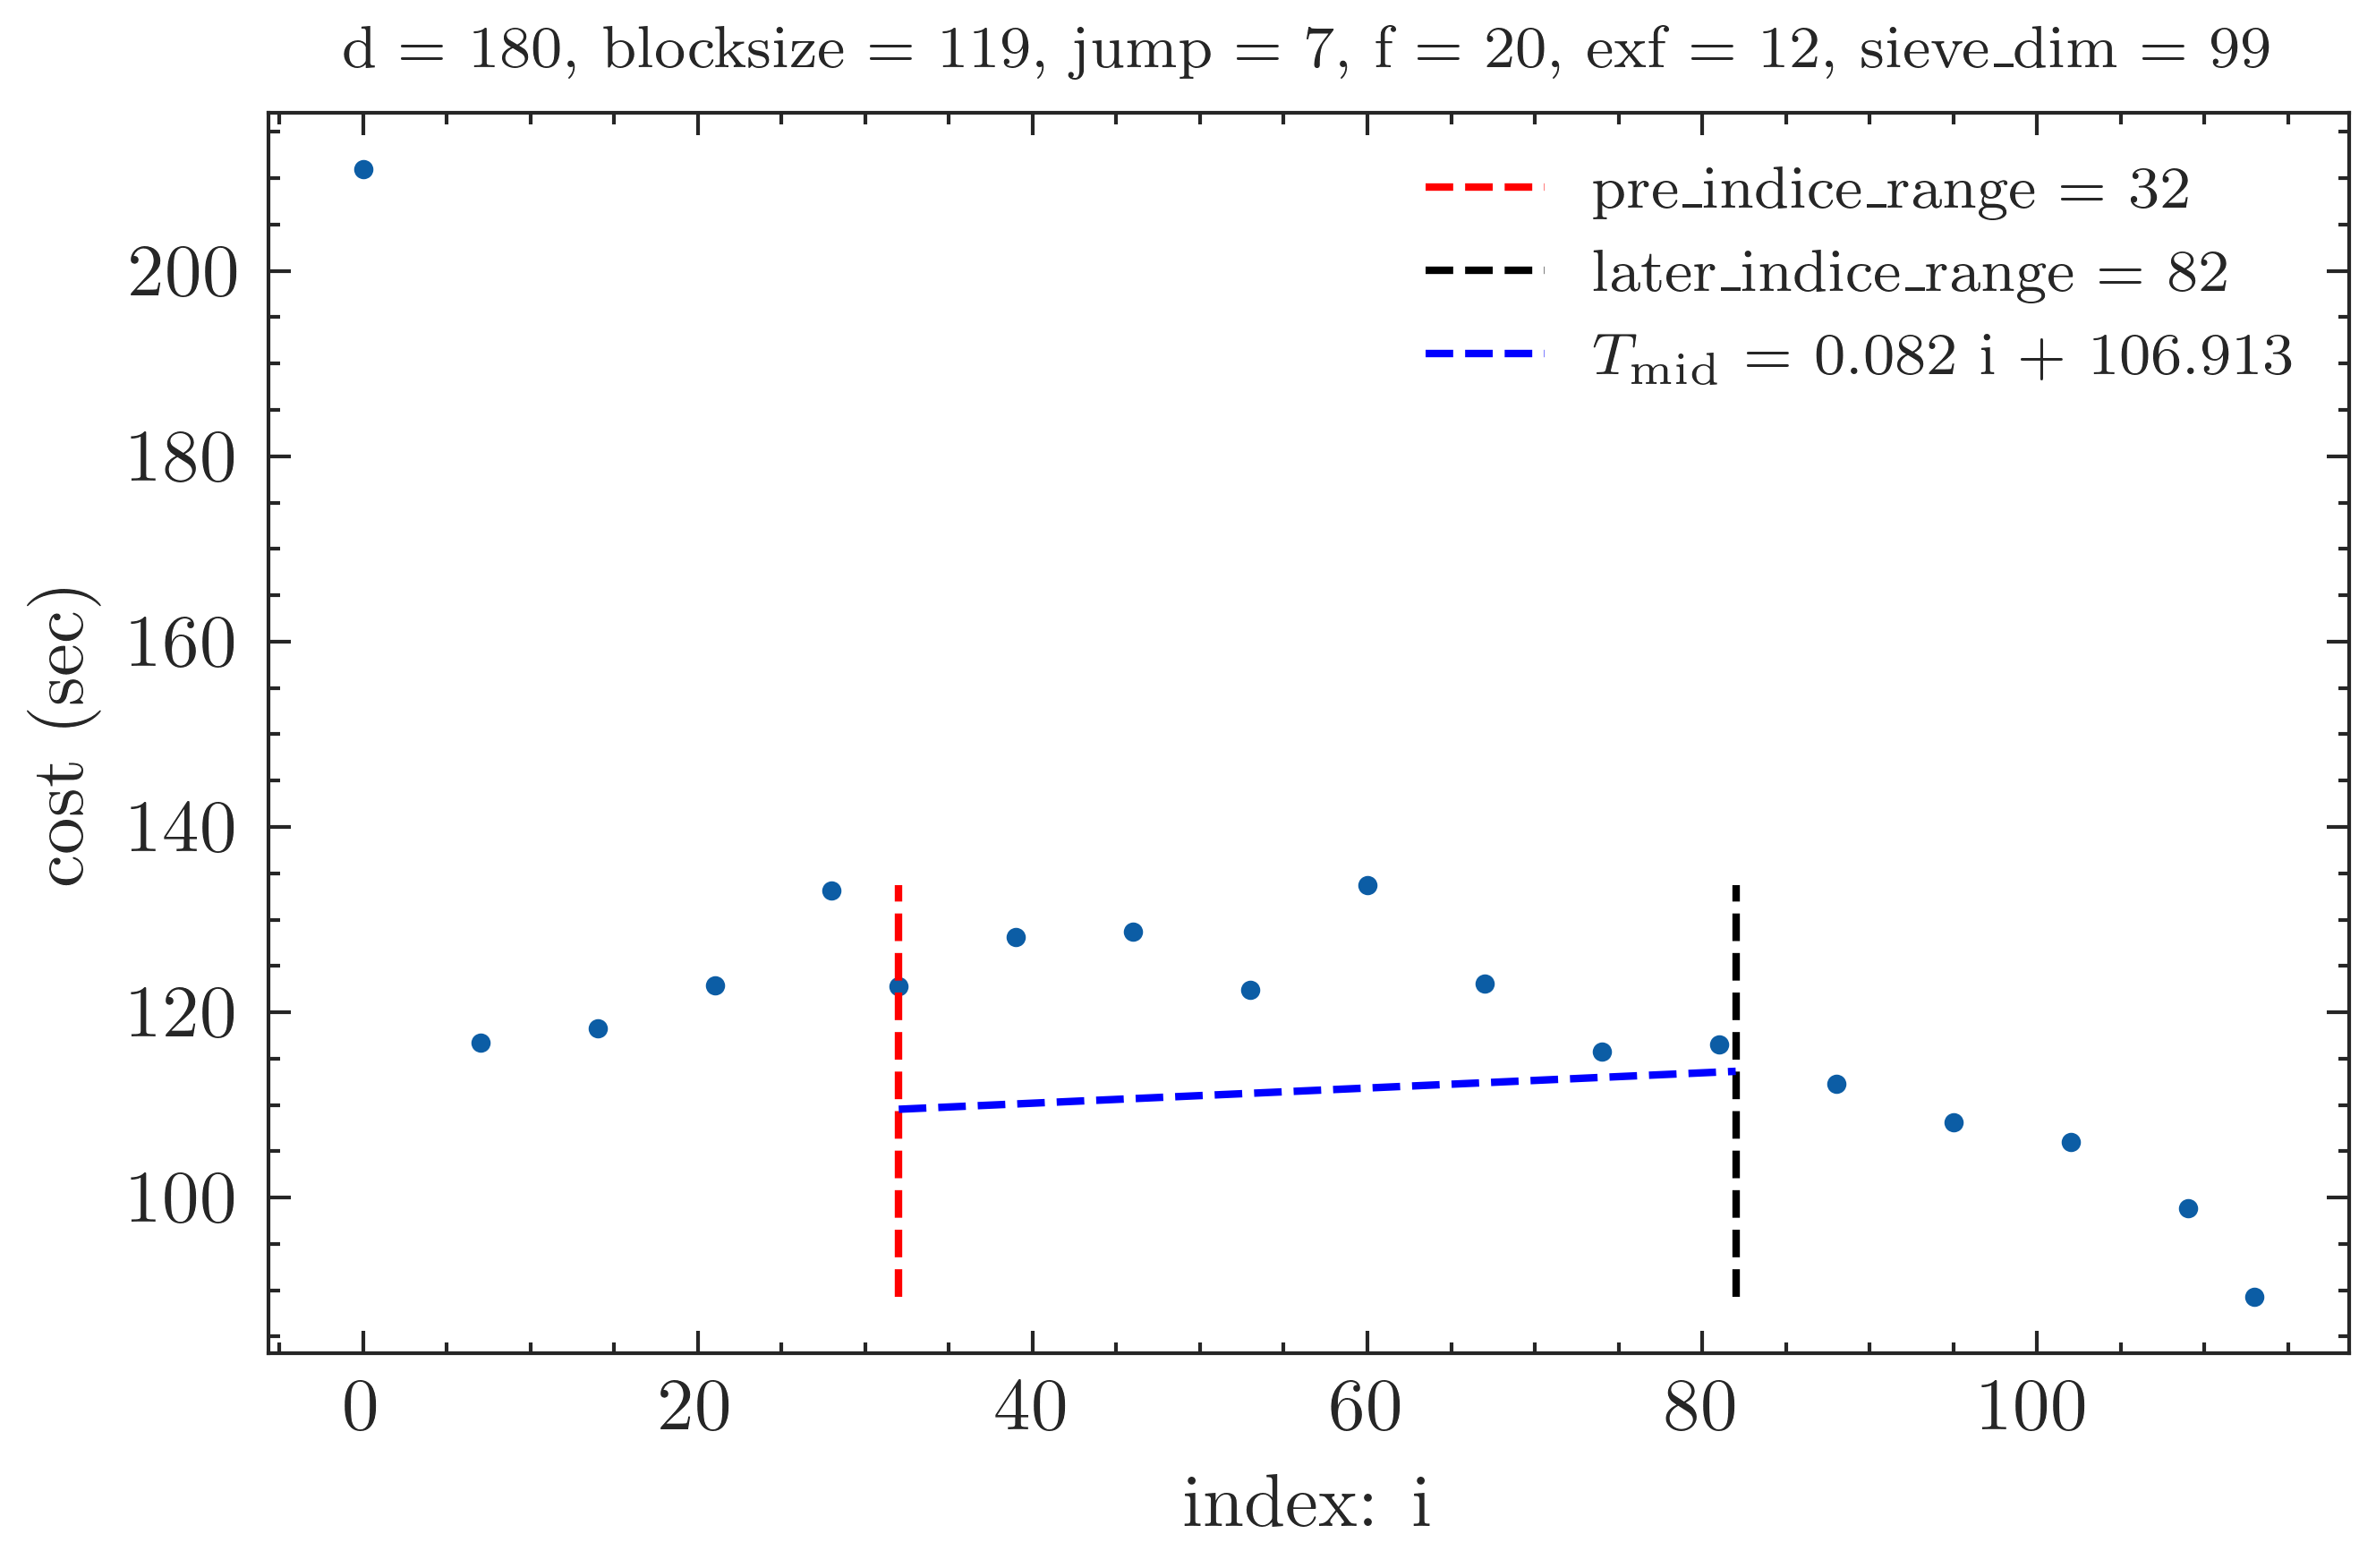 d = 180, blocksize = 119, jump = 7, f = 20, exf = 12, sieve_dim = 99
pre_indice_range = 32
later_indice_range = 82
T_mid = 0.082 i + 106.913
cost (sec)
200
180
160
140
120
100
0 20 40 60 80 100
index: i